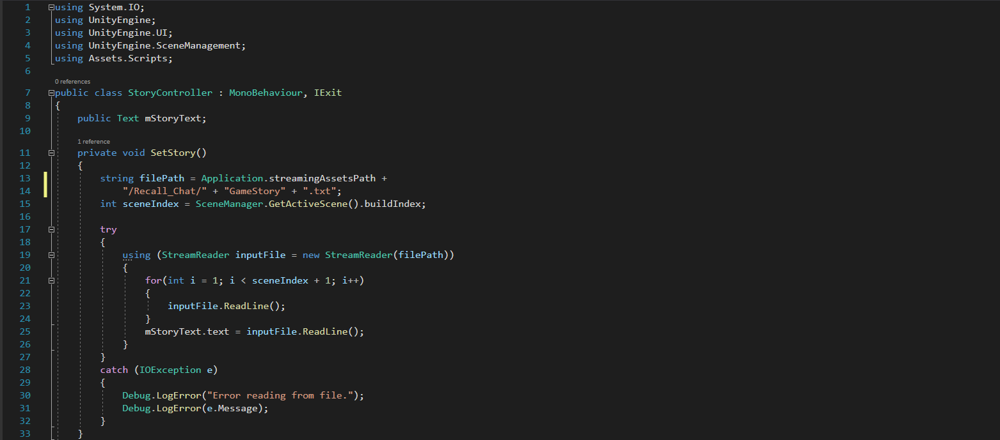 1 using System.IO;
2 using UnityEngine;
3 using UnityEngine.UI;
4 using UnityEngine.SceneManagement;
5 using Assets.Scripts;
6
0 references
7 public class StoryController : MonoBehaviour, IExit
8 {
9     public Text mStoryText;
10
1 reference
11     private void SetStory()
12     {
13         string filePath = Application.streamingAssetsPath +
14             "/Recall_Chat/" + "GameStory" + ".txt";
15         int sceneIndex = SceneManager.GetActiveScene().buildIndex;
16
17         try
18         {
19             using (StreamReader inputFile = new StreamReader(filePath))
20             {
21                 for(int i = 1; i < sceneIndex + 1; i++)
22                 {
23                     inputFile.ReadLine();
24                 }
25                 mStoryText.text = inputFile.ReadLine();
26             }
27         }
28         catch (IOException e)
29         {
30             Debug.LogError("Error reading from file.");
31             Debug.LogError(e.Message);
32         }
33     }